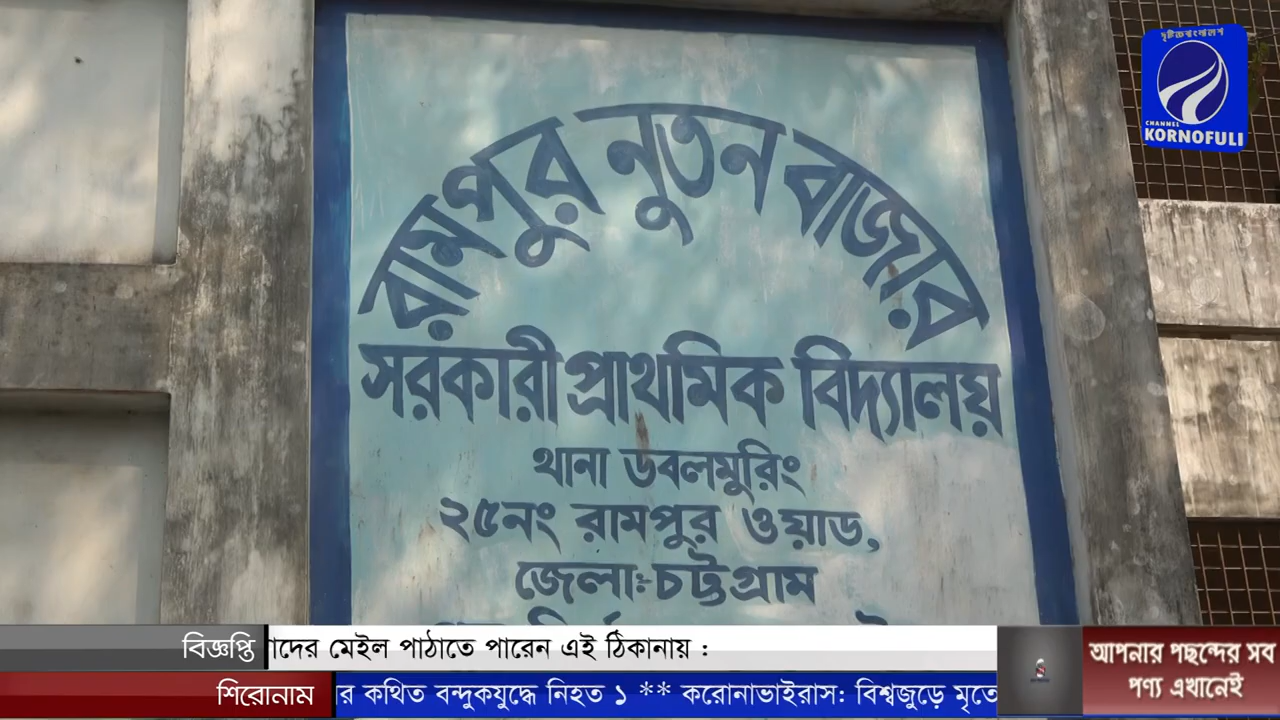 দৃষ্টিতে বাংলাদেশ
CHANNEL
KORNOFULI
রামপুর নুতন বাজার
সরকারী প্রাথমিক বিদ্যালয়
থানা ডবলমুরিং
২৫নং রামপুর ওয়াড,
জেলা:-চট্টগ্রাম
বিজ্ঞপ্তি
াদের মেইল পাঠাতে পারেন এই ঠিকানায় :
শিরোনাম
র কথিত বন্দুকযুদ্ধে নিহত ১ ** করোনাভাইরাস: বিশ্বজুড়ে মৃতে
আপনার পছন্দের সব
পণ্য এখানেই